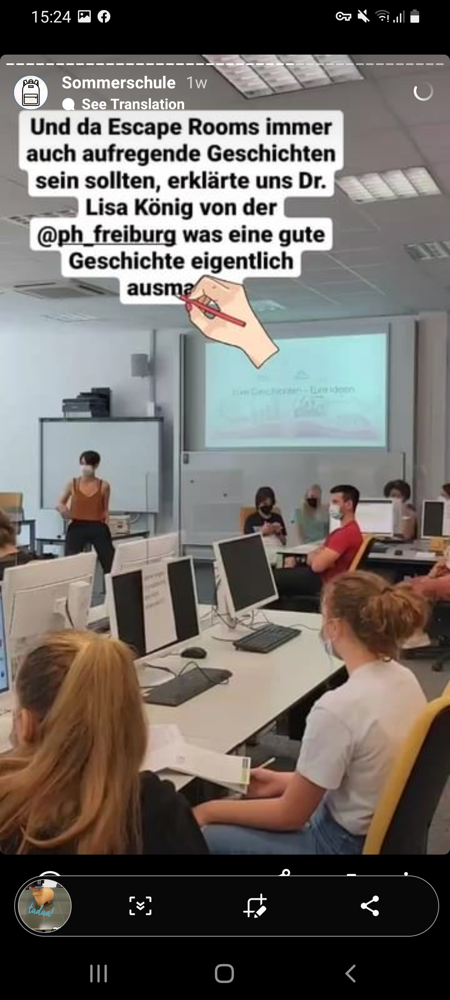 15:24
Sommerschule 1w
See Translation
Und da Escape Rooms immer
auch aufregende Geschichten
sein sollten, erklärte uns Dr.
Lisa König von der
@ph_freiburg was eine gute
Geschichte eigentlich
ausma
Eure Geschichten - Eure Ideen
tadaa!